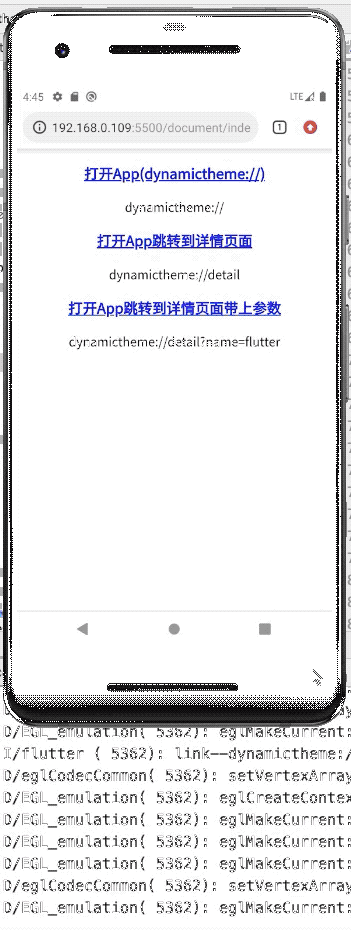 4:45
LTE
192.168.0.109:5500/document/inde
1
打开App(dynamictheme://)
dynamictheme://
打开App跳转到详情页面
dynamictheme://detail
打开App跳转到详情页面带上参数
dynamictheme://detail?name=flutter
D/EGL_emulation( 5362): eglMakeCurrent:
I/flutter ( 5362): link--dynamictheme:/
D/eglCodecCommon( 5362): setVertexArray
D/EGL_emulation( 5362): eglCreateContex
D/EGL_emulation( 5362): eglMakeCurrent:
D/EGL_emulation( 5362): eglMakeCurrent:
D/EGL_emulation( 5362): eglMakeCurrent:
D/eglCodecCommon( 5362): setVertexArray
D/EGL_emulation( 5362): eglMakeCurrent: